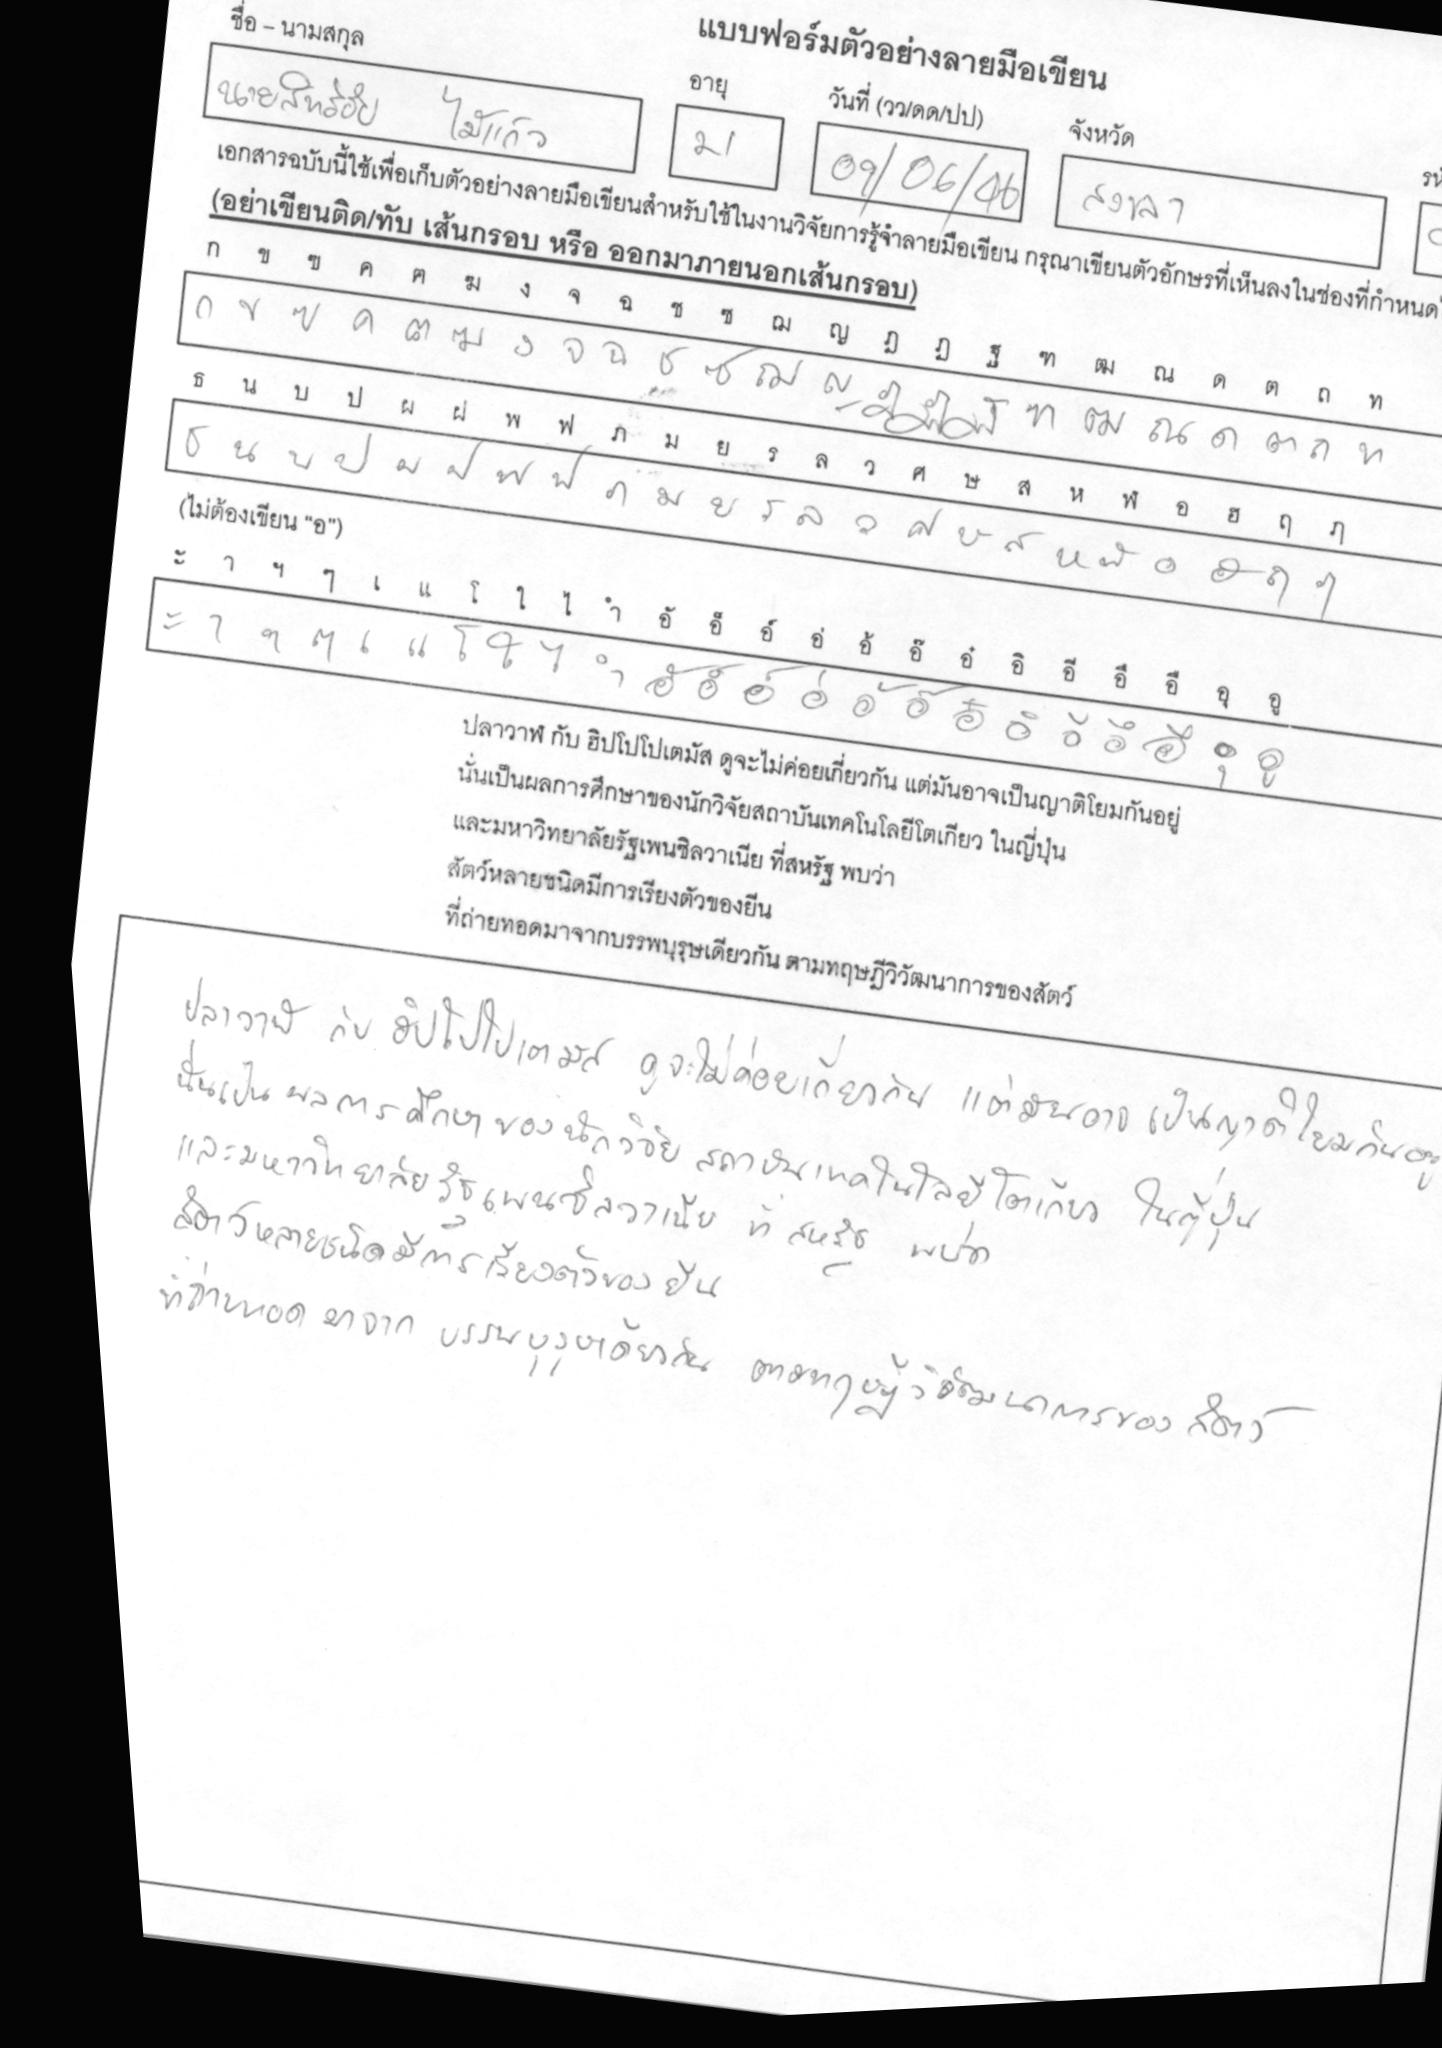 แบบฟอร์มตัวอย่างลายมือเขียน
ชื่อ – นามสกุล อายุ วันที่ (วว/ดด/ปป) จังหวัด
ไม้แก้ว 09/06/46 สงขลา
เอกสารฉบับนี้ใช้เพื่อเก็บตัวอย่างลายมือเขียนสำหรับใช้ในงานวิจัยการรู้จำลายมือเขียน กรุณาเขียนตัวอักษรที่เห็นลงในช่องที่กำหนด
(อย่าเขียนติด/ทับ เส้นกรอบ หรือ ออกมาภายนอกเส้นกรอบ)
ก ข ฃ ค ฅ ฆ ง จ ฉ ช ซ ฌ ญ ฎ ฏ ฐ ฑ ฒ ณ ด ต ถ ท
ก ข ฃ ค ฅ ฆ ง จ ฉ ช ซ ฌ ญ ฎ ฏ ฐ ฑ ฒ ณ ด ต ถ ท
ธ น บ ป ผ ฝ พ ฟ ภ ม ย ร ล ว ศ ษ ส ห ฬ อ ฮ ฤ ฦ
ธ น บ ป ผ ฝ พ ฟ ภ ม ย ร ล ว ศ ษ ส ห ฬ อ ฮ ฤ ฦ
(ไม่ต้องเขียน "อ")
ะ า ฯ ๆ เ แ โ ใ ไ ำ อั อ็ อ์ อ่ อ้ อ๊ อ๋ อิ อี อึ อื อุ อู
ะ า ฯ ๆ เ แ โ ใ ไ ำ อั อ็ อ์ อ่ อ้ อ๊ อ๋ อิ อี อึ อื อุ อู
ปลาวาฬ กับ ฮิปโปโปเตมัส ดูจะไม่ค่อยเกี่ยวกัน แต่มันอาจเป็นญาติโยมกันอยู่
นั่นเป็นผลการศึกษาของนักวิจัยสถาบันเทคโนโลยีโตเกียว ในญี่ปุ่น
และมหาวิทยาลัยรัฐเพนซิลวาเนีย ที่สหรัฐ พบว่า
สัตว์หลายชนิดมีการเรียงตัวของยีน
ที่ถ่ายทอดมาจากบรรพบุรุษเดียวกัน ตามทฤษฎีวิวัฒนาการของสัตว์
ปลาวาฬ กับ ฮิปโปโปเตมัส ดูจะไม่ค่อยเกี่ยวกัน แต่มันอาจ เป็นญาติโยมกันอยู่
นั่นเป็น ผลการศึกษา ของนักวิจัย สถาบันเทคโนโลยีโตเกียว ในญี่ปุ่น
และมหาวิทยาลัยรัฐเพนซิลวาเนีย ที่ สหรัฐ พบว่า
สัตว์หลายชนิดมีการเรียงตัวของ ยีน
ที่ถ่ายทอด มาจาก บรรพบุรุษเดียวกัน ตามทฤษฎีวิวัฒนาการของ สัตว์